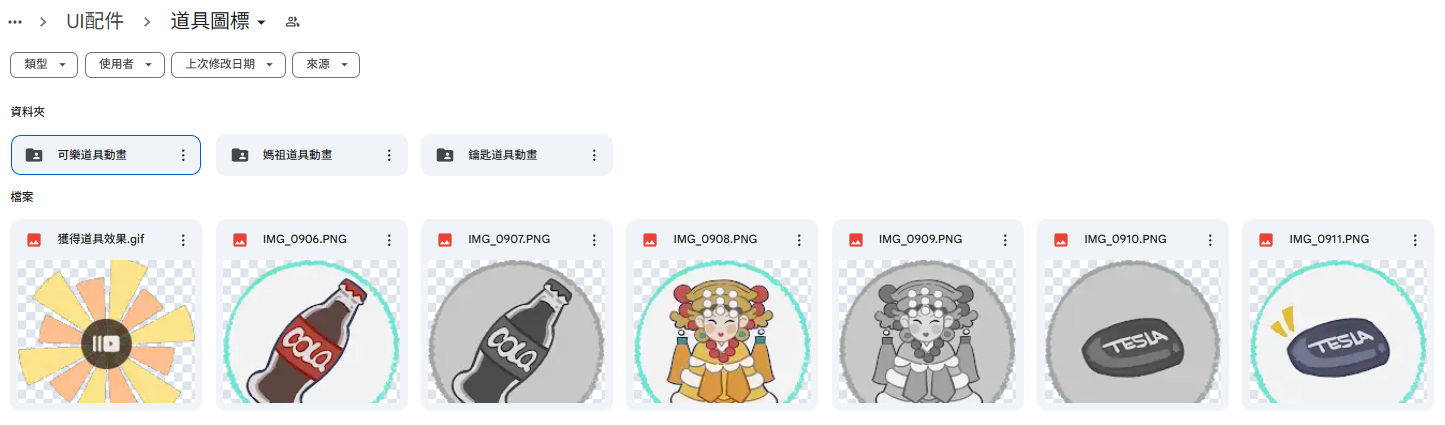 UI配件 道具圖標
類型 使用者 上次修改日期 來源
資料夾
可樂道具動畫 媽祖道具動畫 鑰匙道具動畫
檔案
獲得道具效果.gif IMG_0906.PNG IMG_0907.PNG IMG_0908.PNG IMG_0909.PNG IMG_0910.PNG IMG_0911.PNG
COLA COLA TESLA TESLA